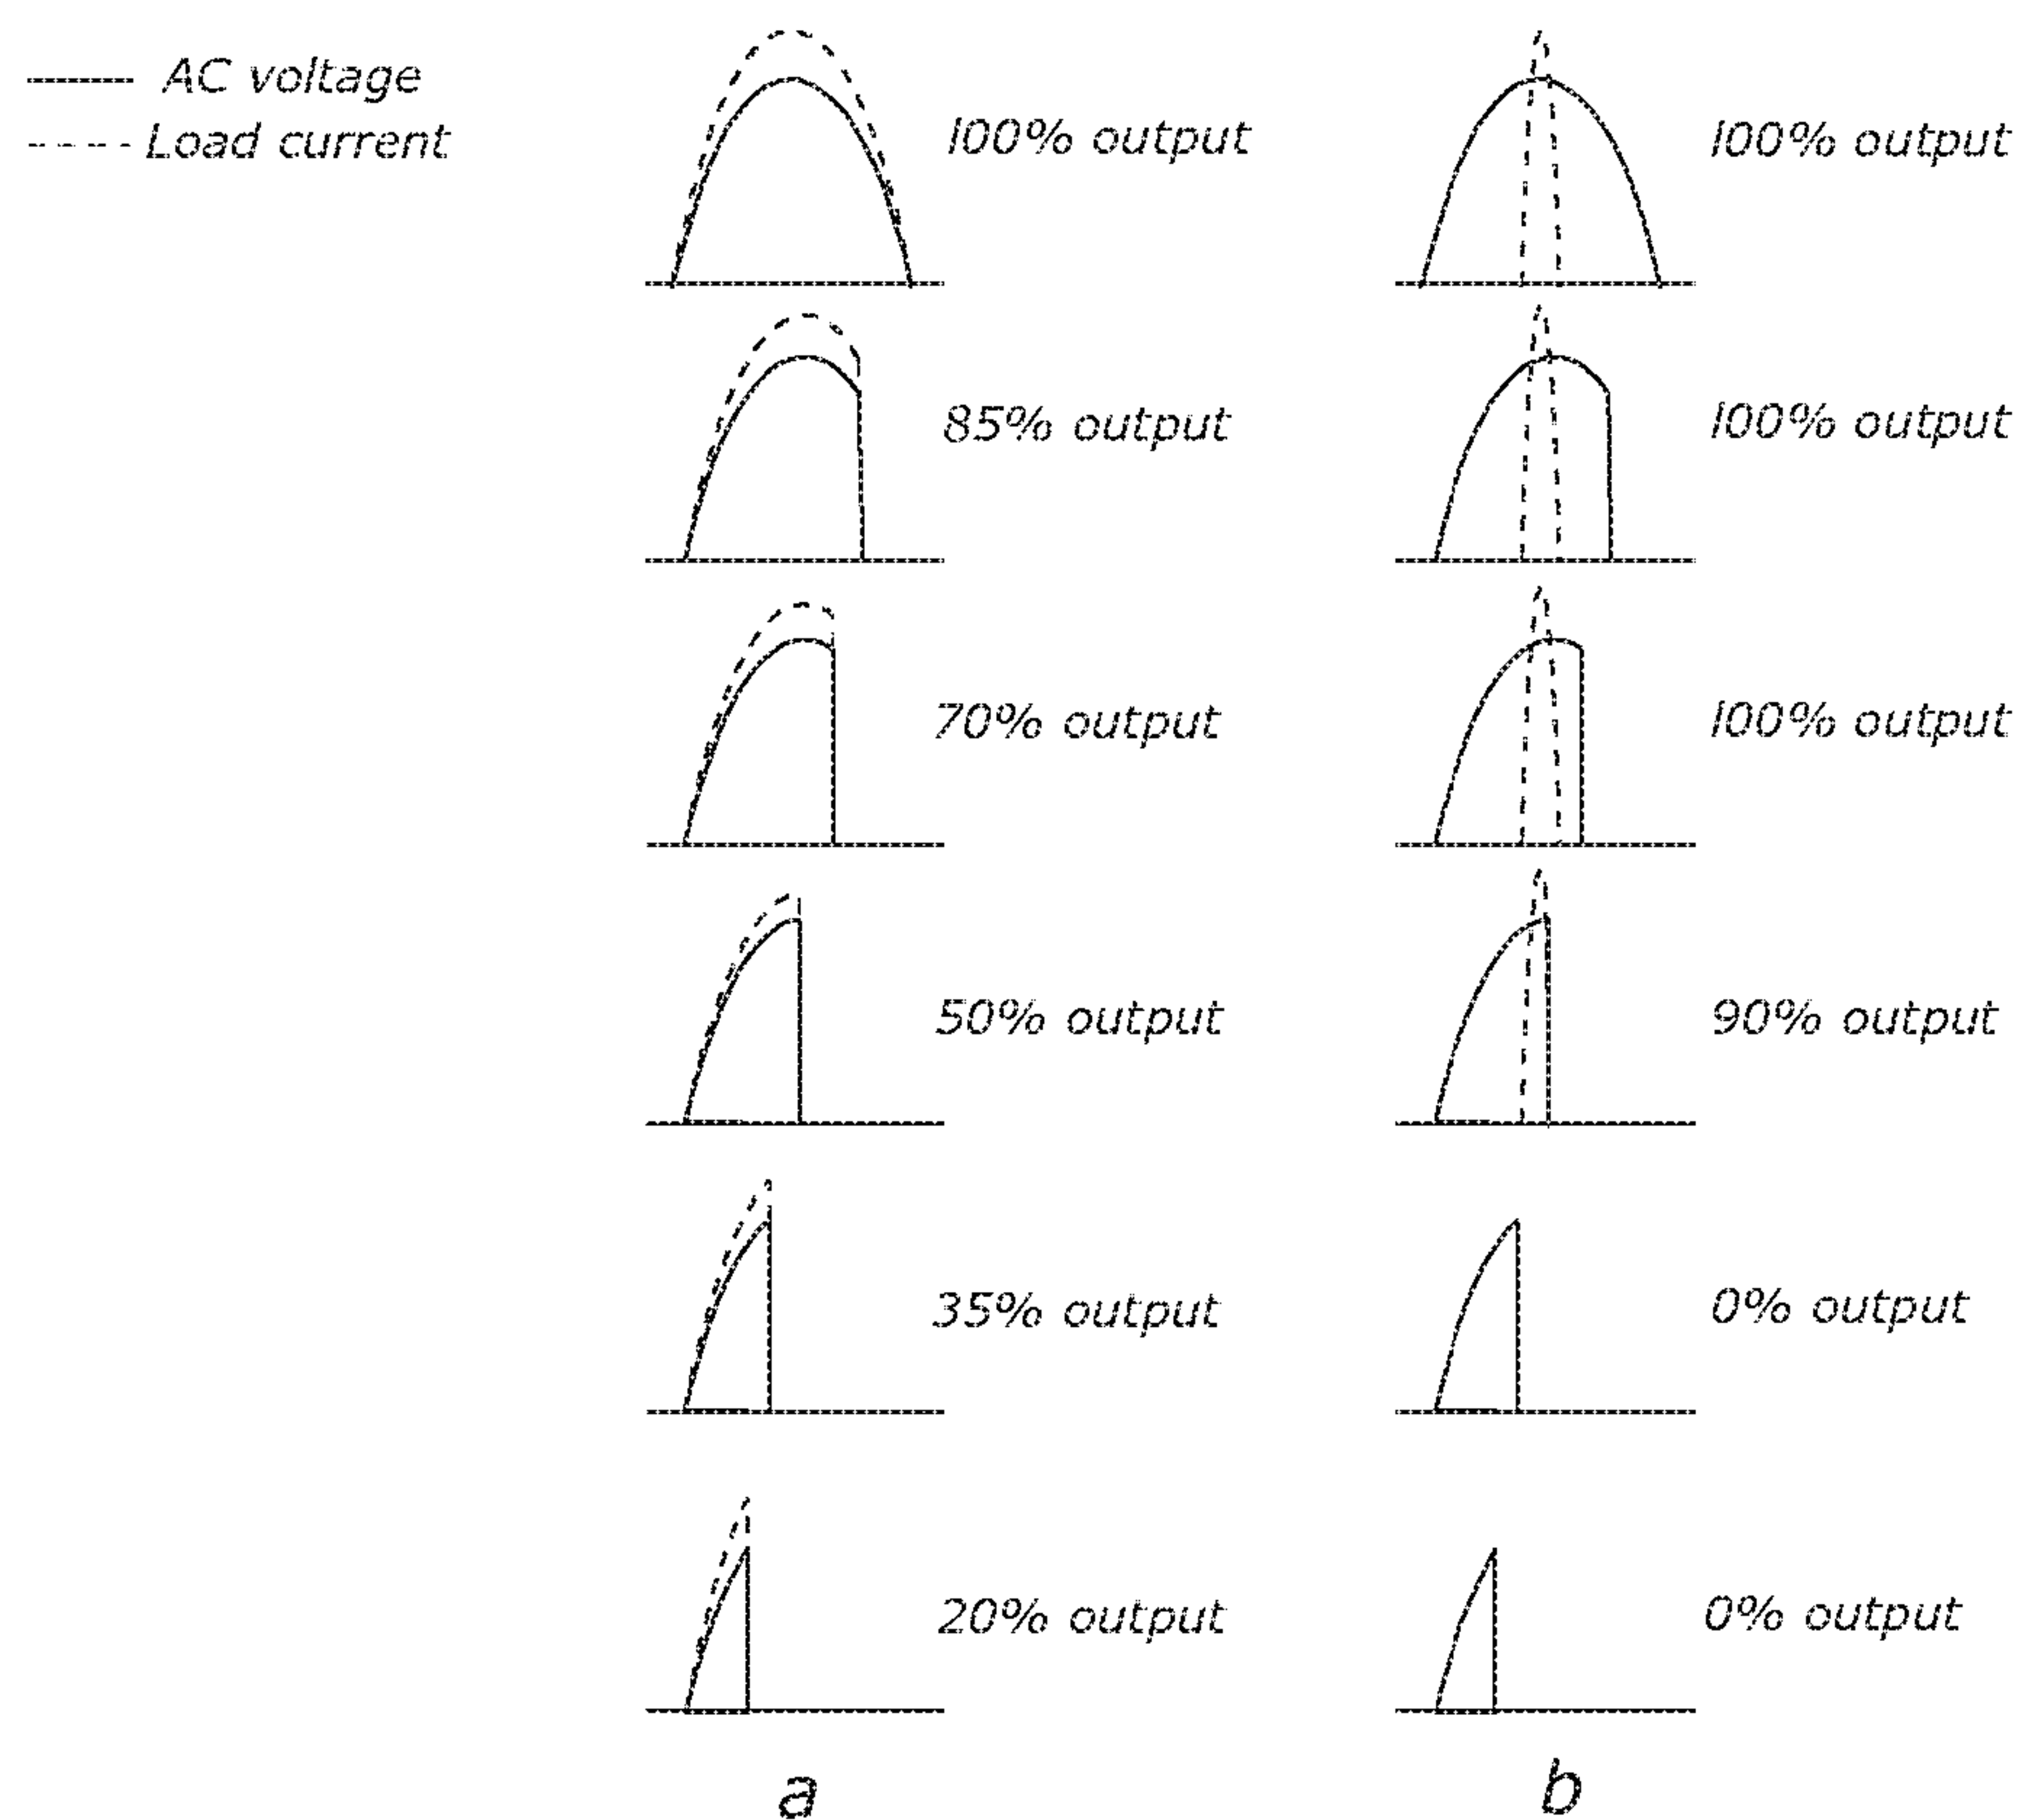 AC voltage
Load current
100% output
100% output
85% output
100% output
70% output
100% output
50% output
90% output
35% output
0% output
20% output
0% output
a
b